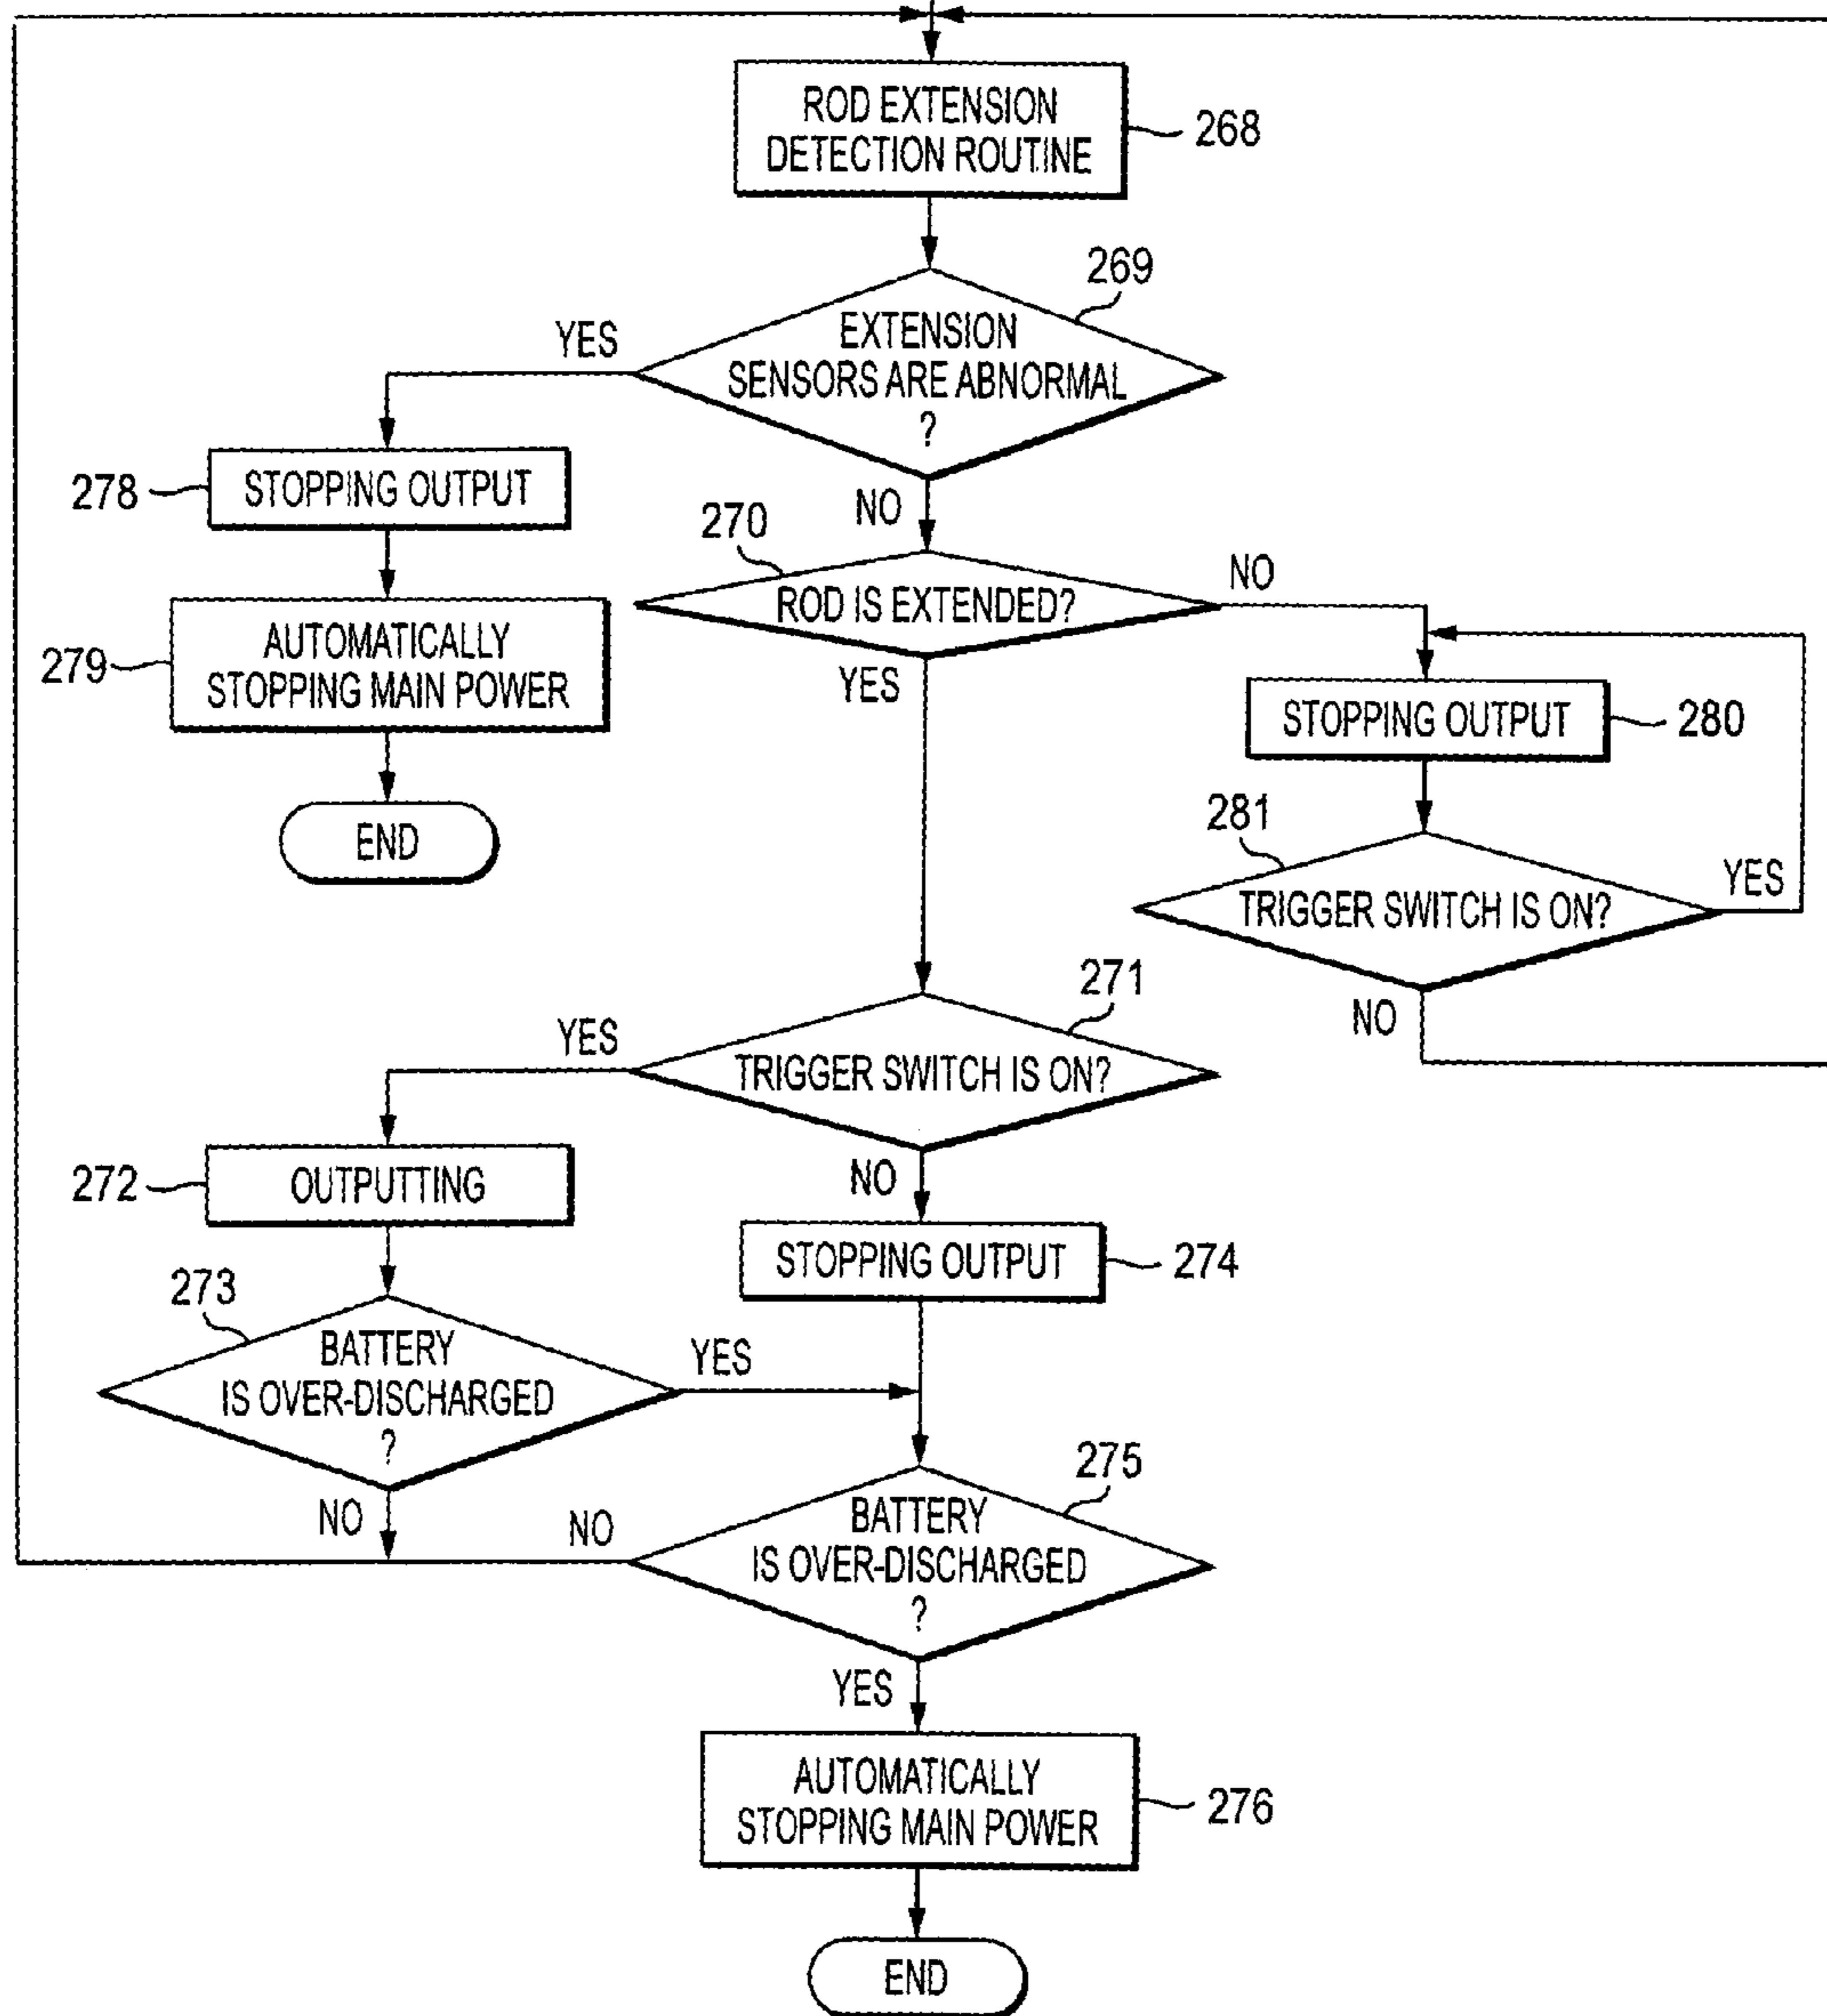 ROD EXTENSION
DETECTION ROUTINE
268
269
EXTENSION
SENSORS ARE ABNORMAL
?
YES
NO
278
STOPPING OUTPUT
279
AUTOMATICALLY
STOPPING MAIN POWER
END
270
ROD IS EXTENDED?
NO
YES
STOPPING OUTPUT
280
281
TRIGGER SWITCH IS ON?
YES
NO
271
TRIGGER SWITCH IS ON?
YES
NO
272
OUTPUTTING
STOPPING OUTPUT
274
273
BATTERY
IS OVER-DISCHARGED
?
YES
NO
275
BATTERY
IS OVER-DISCHARGED
?
NO
YES
AUTOMATICALLY
STOPPING MAIN POWER
276
END